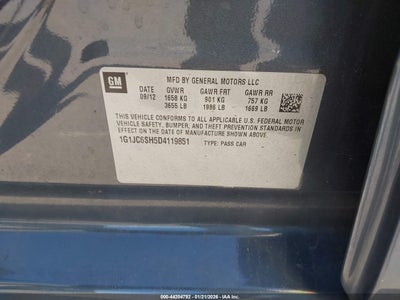 GM
MFD BY GENERAL MOTORS LLC
DATE GVWR GAWR FRT GAWR RR
09/12 1658 KG 901 KG 757 KG
3655 LB 1986 LB 1669 LB
THIS VEHICLE CONFORMS TO ALL APPLICABLE U.S. FEDERAL MOTOR
VEHICLE SAFETY, BUMPER, AND THEFT PREVENTION STANDARDS
IN EFFECT ON THE DATE OF MANUFACTURE SHOWN ABOVE.
1G1JC6SH5D4119851 TYPE: PASS CAR
000-44204792 - 01/21/2026 - IAA